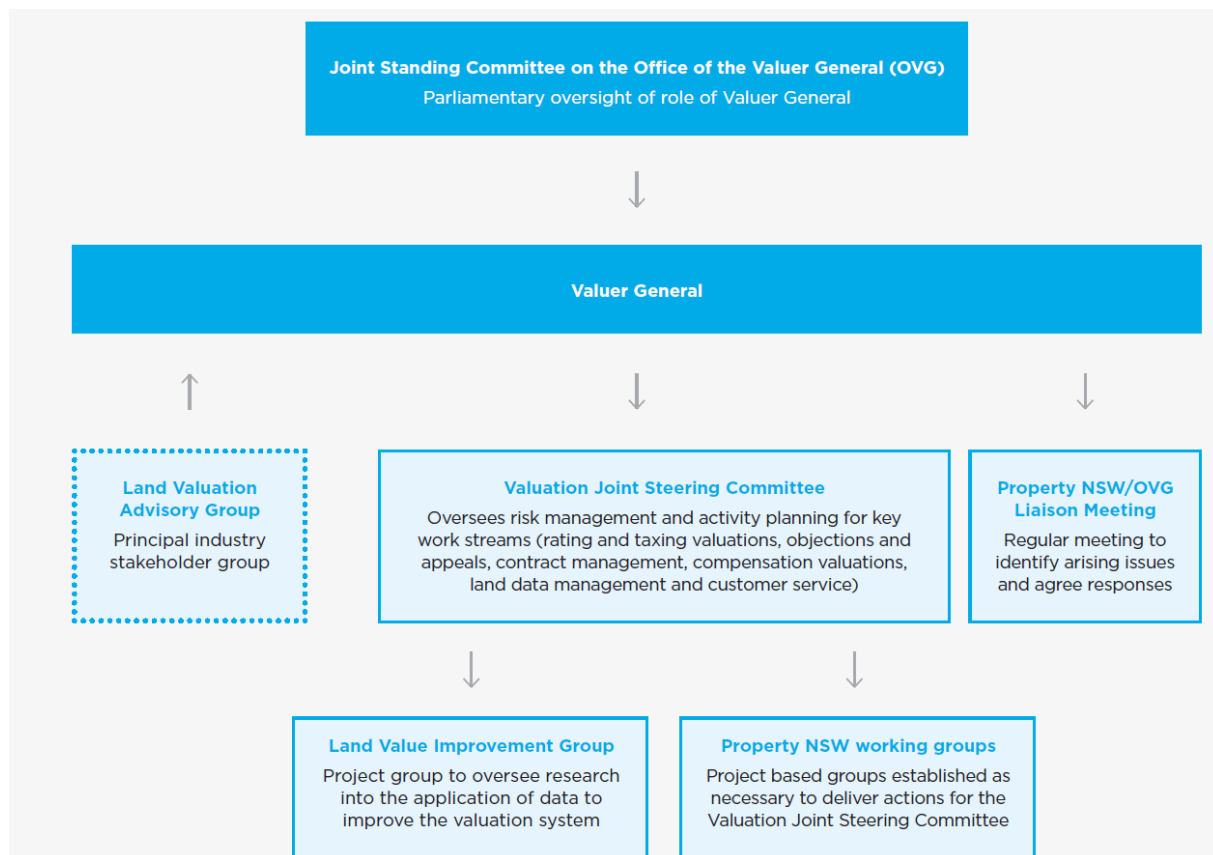 Joint Standing Committee on the Office of the Valuer General (OVG)
Parliamentary oversight of role of Valuer General
Valuer General
Land Valuation
Advisory Group
Principal industry
stakeholder group
Valuation Joint Steering Committee
Oversees risk management and activity planning for key
work streams (rating and taxing valuations, objections and
appeals, contract management, compensation valuations,
land data management and customer service)
Property NSW/OVG
Liaison Meeting
Regular meeting to
identify arising issues
and agree responses
Land Value Improvement Group
Project group to oversee research
into the application of data to
improve the valuation system
Property NSW working groups
Project based groups established as
necessary to deliver actions for the
Valuation Joint Steering Committee